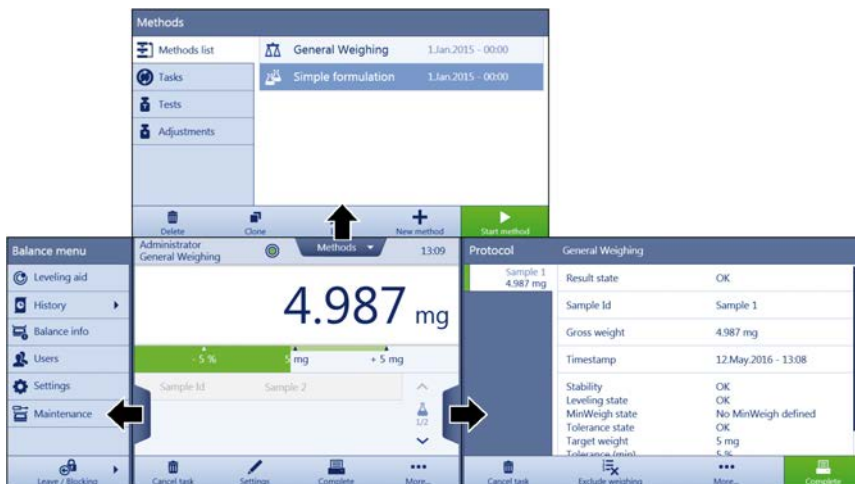 Methods
Methods list
Tasks
Tests
Adjustments
General Weighing 1.Jan.2015 - 00:00
Simple formulation 1.Jan.2015 - 00:00
Delete
Clone
New method
Start method
Balance menu
Leveling aid
History
Balance info
Users
Settings
Maintenance
Leave / Blocking
Administrator
General Weighing
Methods
13:09
4.987 mg
- 5 %
5 mg
+ 5 mg
Sample Id Sample 2
1/2
Cancel task
Settings
Complete
More...
Protocol
General Weighing
Sample 1
4.987 mg
Result state OK
Sample Id Sample 1
Gross weight 4.987 mg
Timestamp 12.May.2016 - 13:08
Stability OK
Leveling state OK
MinWeigh state No MinWeigh defined
Tolerance state OK
Target weight 5 mg
Tolerance (min) 5 %
Cancel task
Exclude weighing
More...
Complete